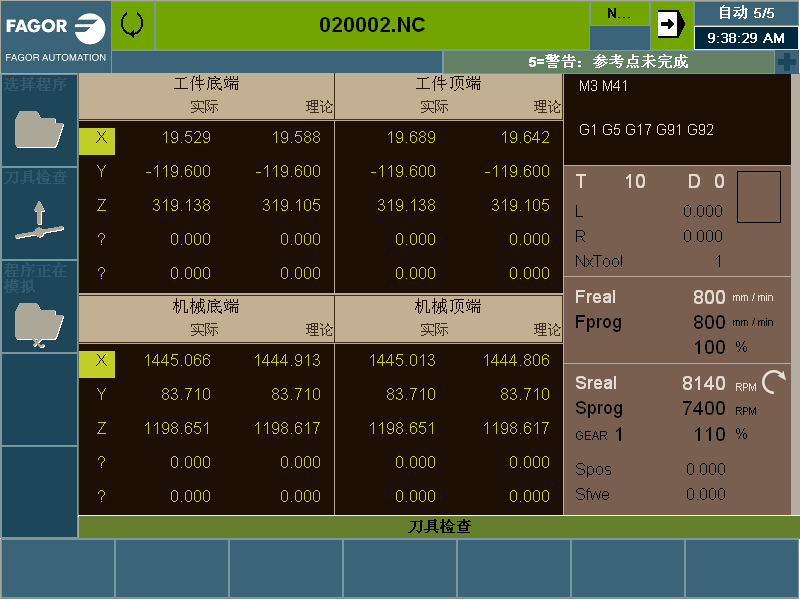 FAGOR
FAGOR AUTOMATION
020002.NC
N...
自动 5/5
9:38:29 AM
5=警告: 参考点未完成
选择程序
刀具检查
程序正在
模拟
工件底端 工件顶端
实际 理论 实际 理论
X 19.529 19.588 19.689 19.642
Y -119.600 -119.600 -119.600 -119.600
Z 319.138 319.105 319.138 319.105
? 0.000 0.000 0.000 0.000
? 0.000 0.000 0.000 0.000
机械底端 机械顶端
实际 理论 实际 理论
X 1445.066 1444.913 1445.013 1444.806
Y 83.710 83.710 83.710 83.710
Z 1198.651 1198.617 1198.651 1198.617
? 0.000 0.000 0.000 0.000
? 0.000 0.000 0.000 0.000
M3 M41
G1 G5 G17 G91 G92
T 10 D 0
L 0.000
R 0.000
NxTool 1
Freal 800 mm / min
Fprog 800 mm / min
100 %
Sreal 8140 RPM
Sprog 7400 RPM
GEAR 1 110 %
Spos 0.000
Sfwe 0.000
刀具检查